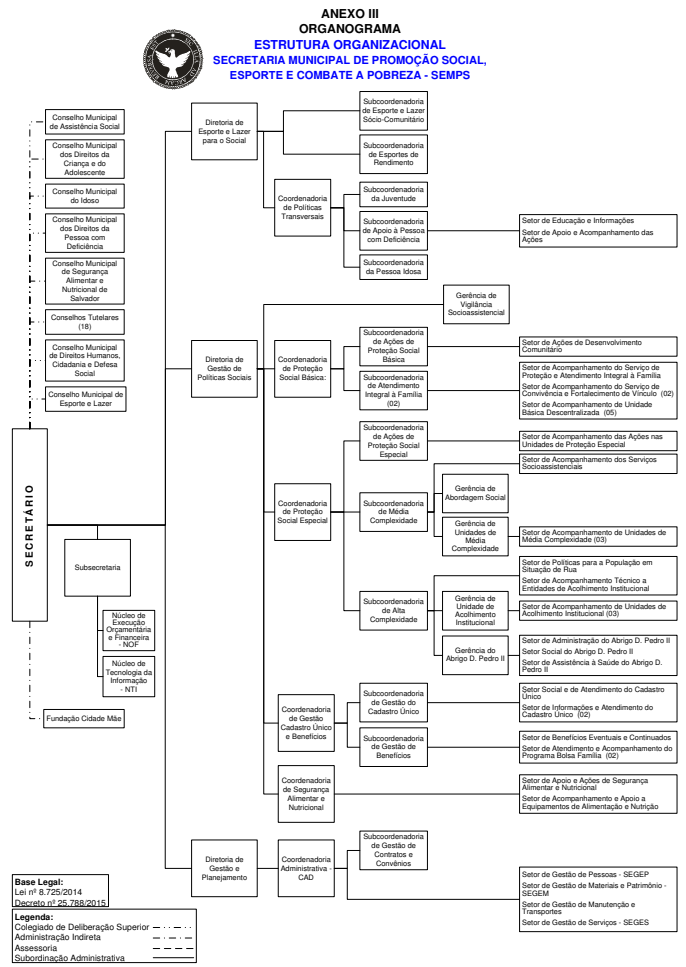 ANEXO III
ORGANOGRAMA
ESTRUTURA ORGANIZACIONAL
SECRETARIA MUNICIPAL DE PROMOÇÃO SOCIAL,
ESPORTE E COMBATE A POBREZA - SEMPS
Conselho Municipal
de Assistência Social
Conselho Municipal
dos Direitos da
Criança e do
Adolescente
Conselho Municipal
do Idoso
Conselho Municipal
dos Direitos da
Pessoa com
Deficiência
Conselho Municipal
de Segurança
Alimentar e
Nutricional de
Salvador
Conselhos Tutelares
(18)
Conselho Municipal
de Direitos Humanos,
Cidadania e Defesa
Social
Conselho Municipal de
Esporte e Lazer
SECRETÁRIO
Subsecretaria
Núcleo de
Execução
Orçamentária
e Financeira
- NOF
Núcleo de
Tecnologia da
Informação
- NTI
Fundação Cidade Mãe
Diretoria de
Esporte e Lazer
para o Social
Subcoordenadoria
de Esporte e Lazer
Sócio-Comunitário
Subcoordenadoria
de Esportes de
Rendimento
Coordenadoria
de Políticas
Transversais
Subcoordenadoria
da Juventude
Subcoordenadoria
de Apoio à Pessoa
com Deficiência
Subcoordenadoria
da Pessoa Idosa
Setor de Educação e Informações
Setor de Apoio e Acompanhamento das
Ações
Diretoria de
Gestão de
Políticas Sociais
Gerência de
Vigilância
Socioassistencial
Coordenadoria
de Proteção
Social Básica:
Subcoordenadoria
de Ações de
Proteção Social
Básica
Setor de Ações de Desenvolvimento
Comunitário
Subcoordenadoria
de Atendimento
Integral à Família
(02)
Setor de Acompanhamento do Serviço de
Proteção e Atendimento Integral à Família
Setor de Acompanhamento do Serviço de
Convivência e Fortalecimento de Vínculo (02)
Setor de Acompanhamento de Unidade
Básica Descentralizada (05)
Coordenadoria
de Proteção
Social Especial
Subcoordenadoria
de Ações de
Proteção Social
Especial
Setor de Acompanhamento das Ações nas
Unidades de Proteção Especial
Subcoordenadoria
de Média
Complexidade
Setor de Acompanhamento dos Serviços
Socioassistenciais
Gerência de
Abordagem Social
Gerência de
Unidades de
Média
Complexidade
Setor de Acompanhamento de Unidades de
Média Complexidade (03)
Subcoordenadoria
de Alta
Complexidade
Setor de Políticas para a População em
Situação de Rua
Setor de Acompanhamento Técnico a
Entidades de Acolhimento Institucional
Gerência de
Unidade de
Acolhimento
Institucional
Setor de Acompanhamento de Unidades de
Acolhimento Institucional (03)
Gerência do
Abrigo D. Pedro II
Setor de Administração do Abrigo D. Pedro II
Setor Social do Abrigo D. Pedro II
Setor de Assistência à Saúde do Abrigo D.
Pedro II
Coordenadoria
de Gestão
Cadastro Único
e Benefícios
Subcoordenadoria
de Gestão do
Cadastro Único
Setor Social e de Atendimento do Cadastro
Único
Setor de Informações e Atendimento do
Cadastro Único (02)
Subcoordenadoria
de Gestão de
Benefícios
Setor de Benefícios Eventuais e Continuados
Setor de Atendimento e Acompanhamento do
Programa Bolsa Família (02)
Coordenadoria
de Segurança
Alimentar e
Nutricional
Setor de Apoio e Ações de Segurança
Alimentar e Nutricional
Setor de Acompanhamento e Apoio a
Equipamentos de Alimentação e Nutrição
Diretoria de
Gestão e
Planejamento
Coordenadoria
Administrativa -
CAD
Subcoordenadoria
de Gestão de
Contratos e
Convênios
Setor de Gestão de Pessoas - SEGEP
Setor de Gestão de Materiais e Patrimônio -
SEGEM
Setor de Gestão de Manutenção e
Transportes
Setor de Gestão de Serviços - SEGES
Base Legal:
Lei nº 8.725/2014
Decreto nº 25.788/2015
Legenda:
Colegiado de Deliberação Superior
Administração Indireta
Assessoria
Subordinação Administrativa